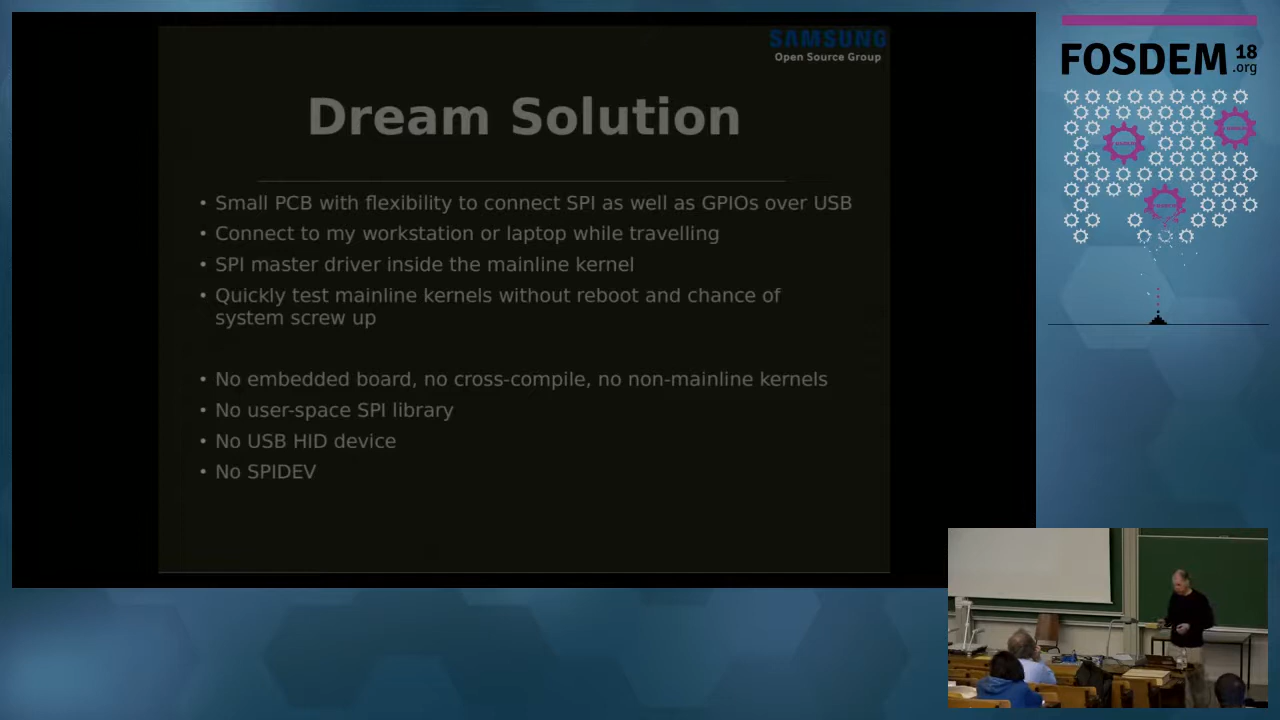 SAMSUNG
Open Source Group
Dream Solution
• Small PCB with flexibility to connect SPI as well as GPIOs over USB
• Connect to my workstation or laptop while travelling
• SPI master driver inside the mainline kernel
• Quickly test mainline kernels without reboot and chance of
system screw up
• No embedded board, no cross-compile, no non-mainline kernels
• No user-space SPI library
• No USB HID device
• No SPIDEV
FOSDEM 18
.org